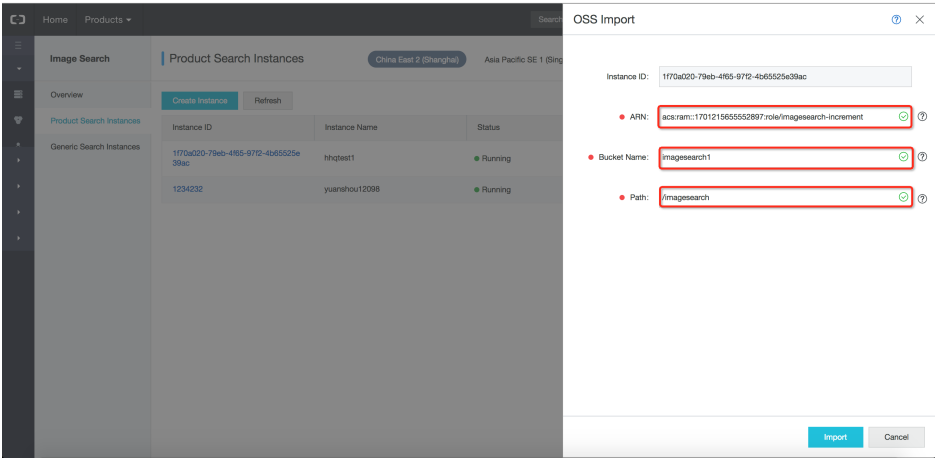 Home Products
Search
OSS Import
Image Search
Product Search Instances
China East 2 (Shanghai)
Asia Pacific SE 1 (Sing
Overview
Product Search Instances
Generic Search Instances
Create Instance
Refresh
Instance ID
Instance Name
Status
1f70a020-79eb-4f65-97f2-4b65525e
39ac
hhqtest1
Running
1234232
yuanshou12098
Running
Instance ID:
1f70a020-79eb-4f65-97f2-4b65525e39ac
ARN:
acs:ram::1701215655552897:role/imagesearch-increment
Bucket Name:
imagesearch1
Path:
/imagesearch
Import
Cancel